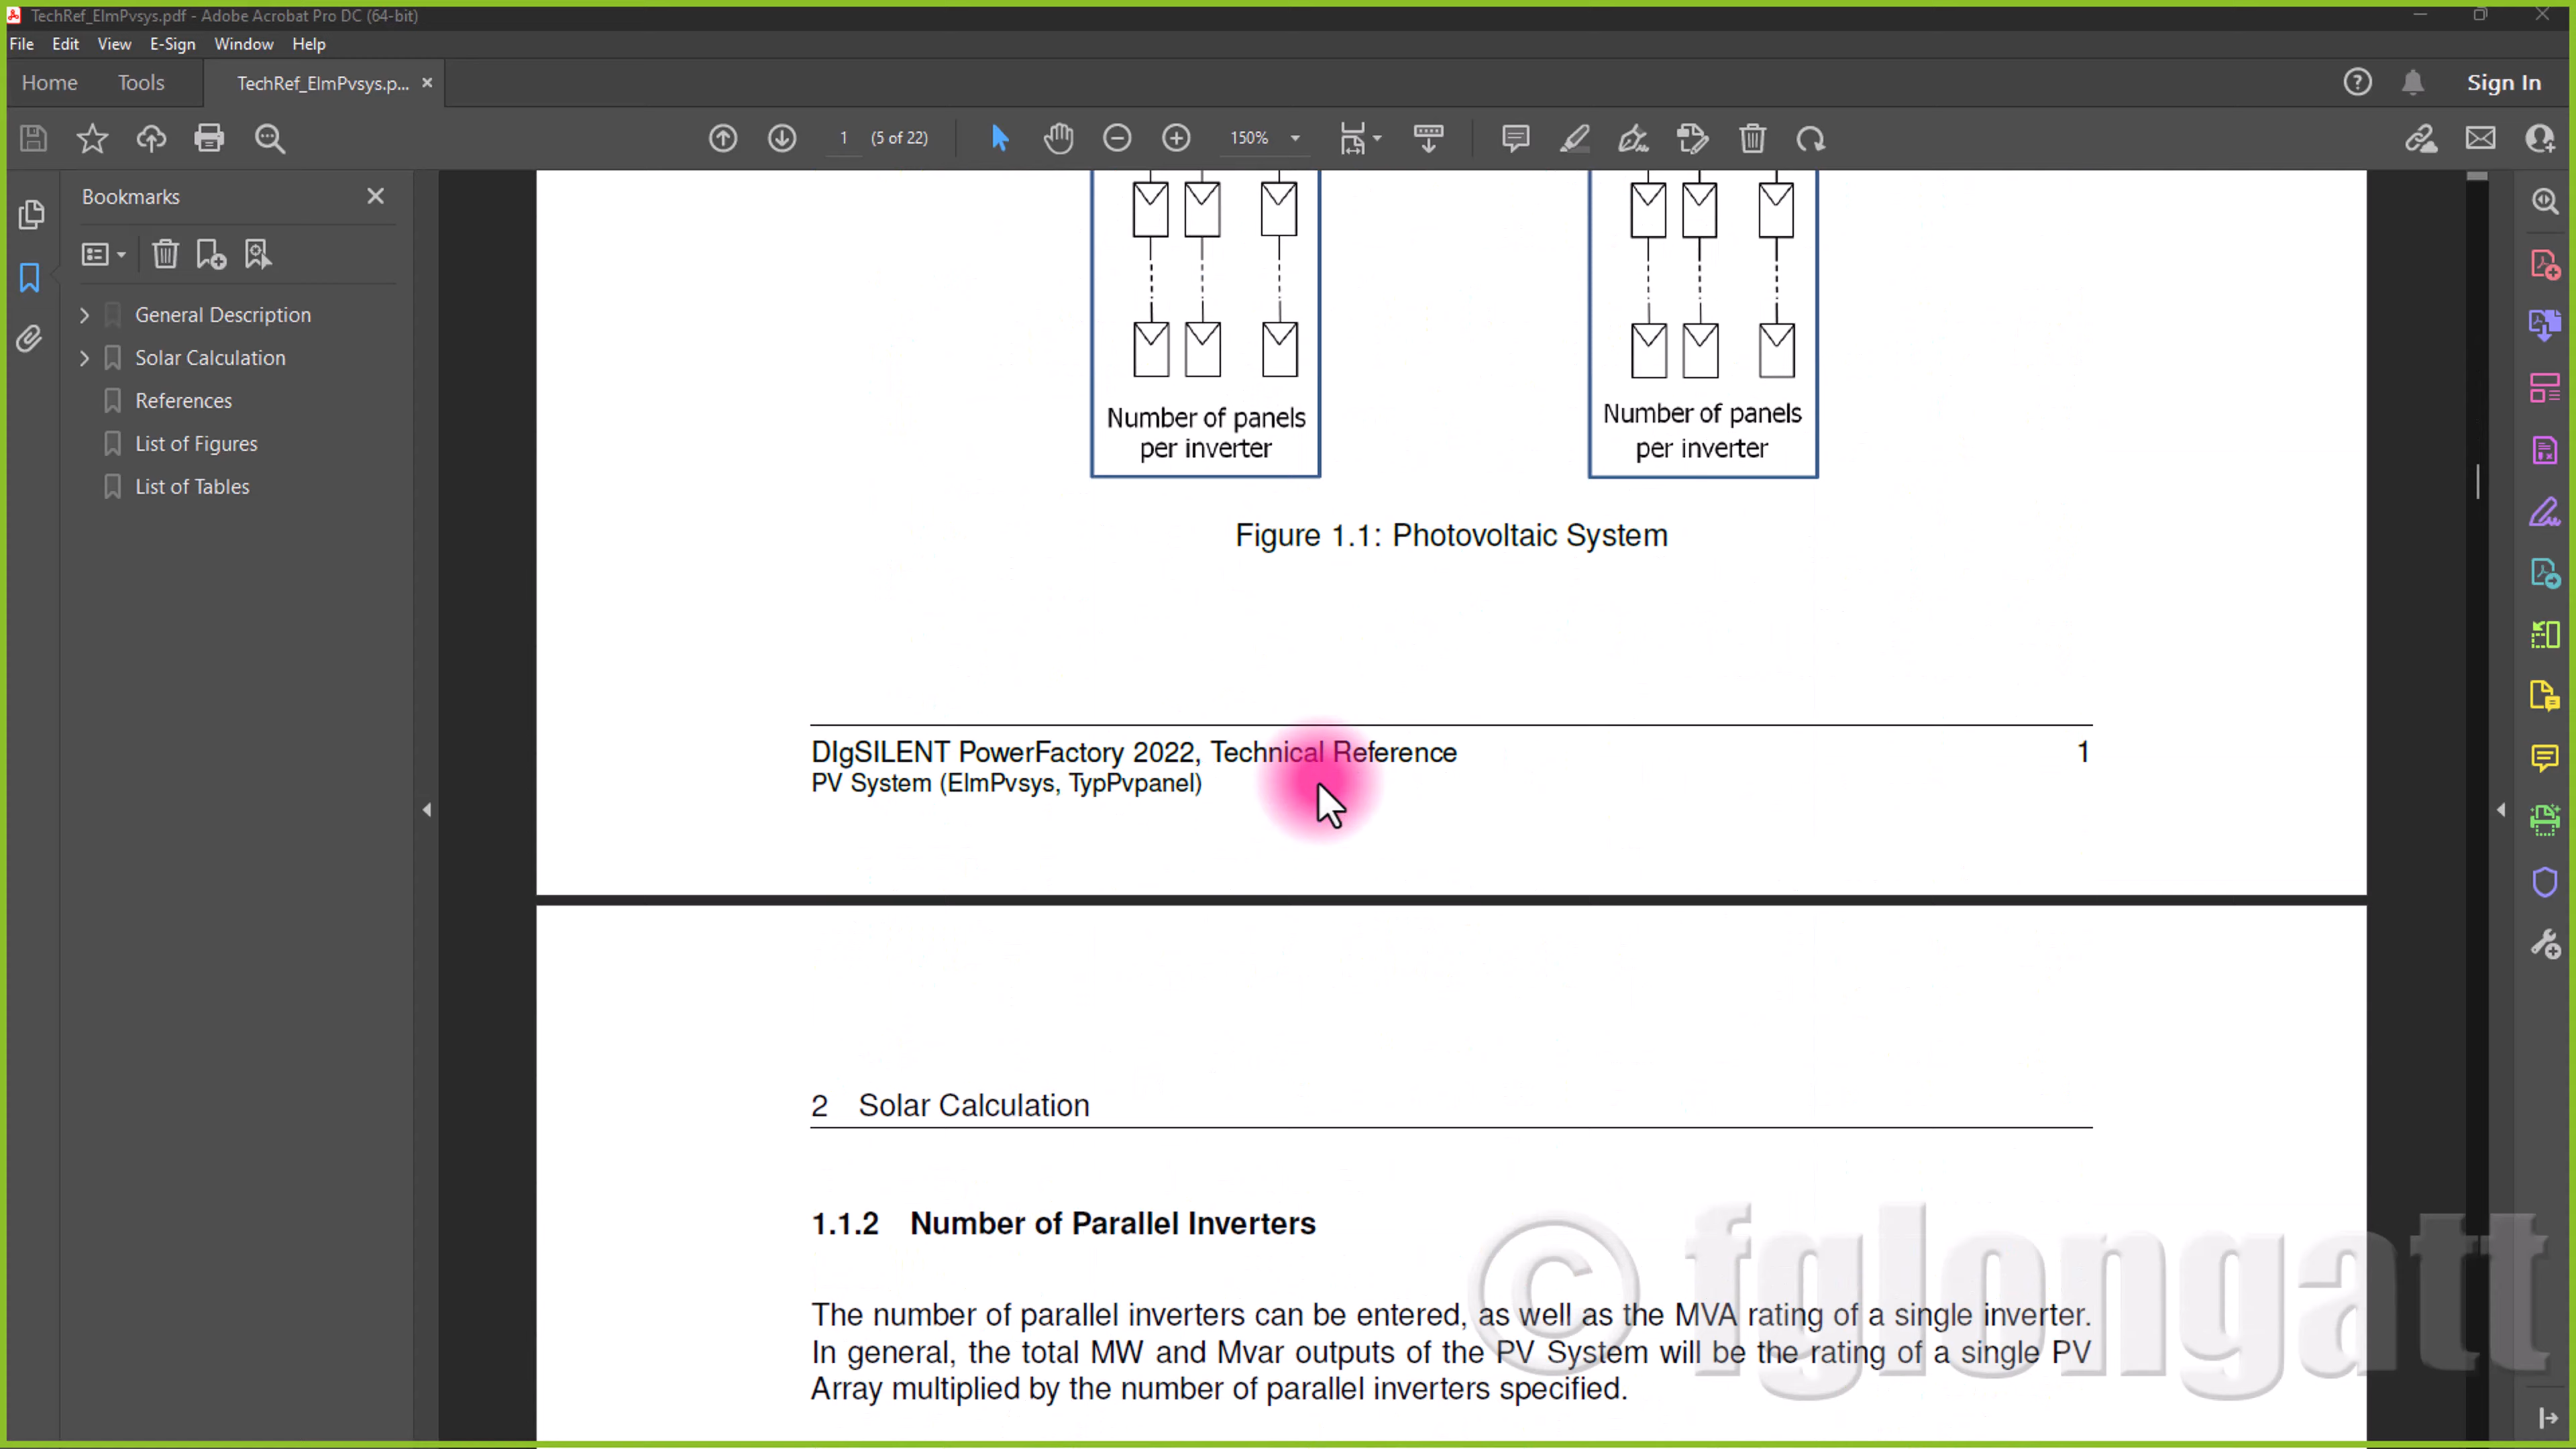 TechRef_ElmPvsys.pdf - Adobe Acrobat Pro DC (64-bit)
File Edit View E-Sign Window Help
Home Tools TechRef_ElmPvsys.p... Sign In
1 (5 of 22) 150%
Bookmarks
General Description
Solar Calculation
References
List of Figures
List of Tables
Number of panels
per inverter
Number of panels
per inverter
Figure 1.1: Photovoltaic System
DIgSILENT PowerFactory 2022, Technical Reference 1
PV System (ElmPvsys, TypPvpanel)
2 Solar Calculation
1.1.2 Number of Parallel Inverters
The number of parallel inverters can be entered, as well as the MVA rating of a single inverter.
In general, the total MW and Mvar outputs of the PV System will be the rating of a single PV
Array multiplied by the number of parallel inverters specified.
© fglongatt